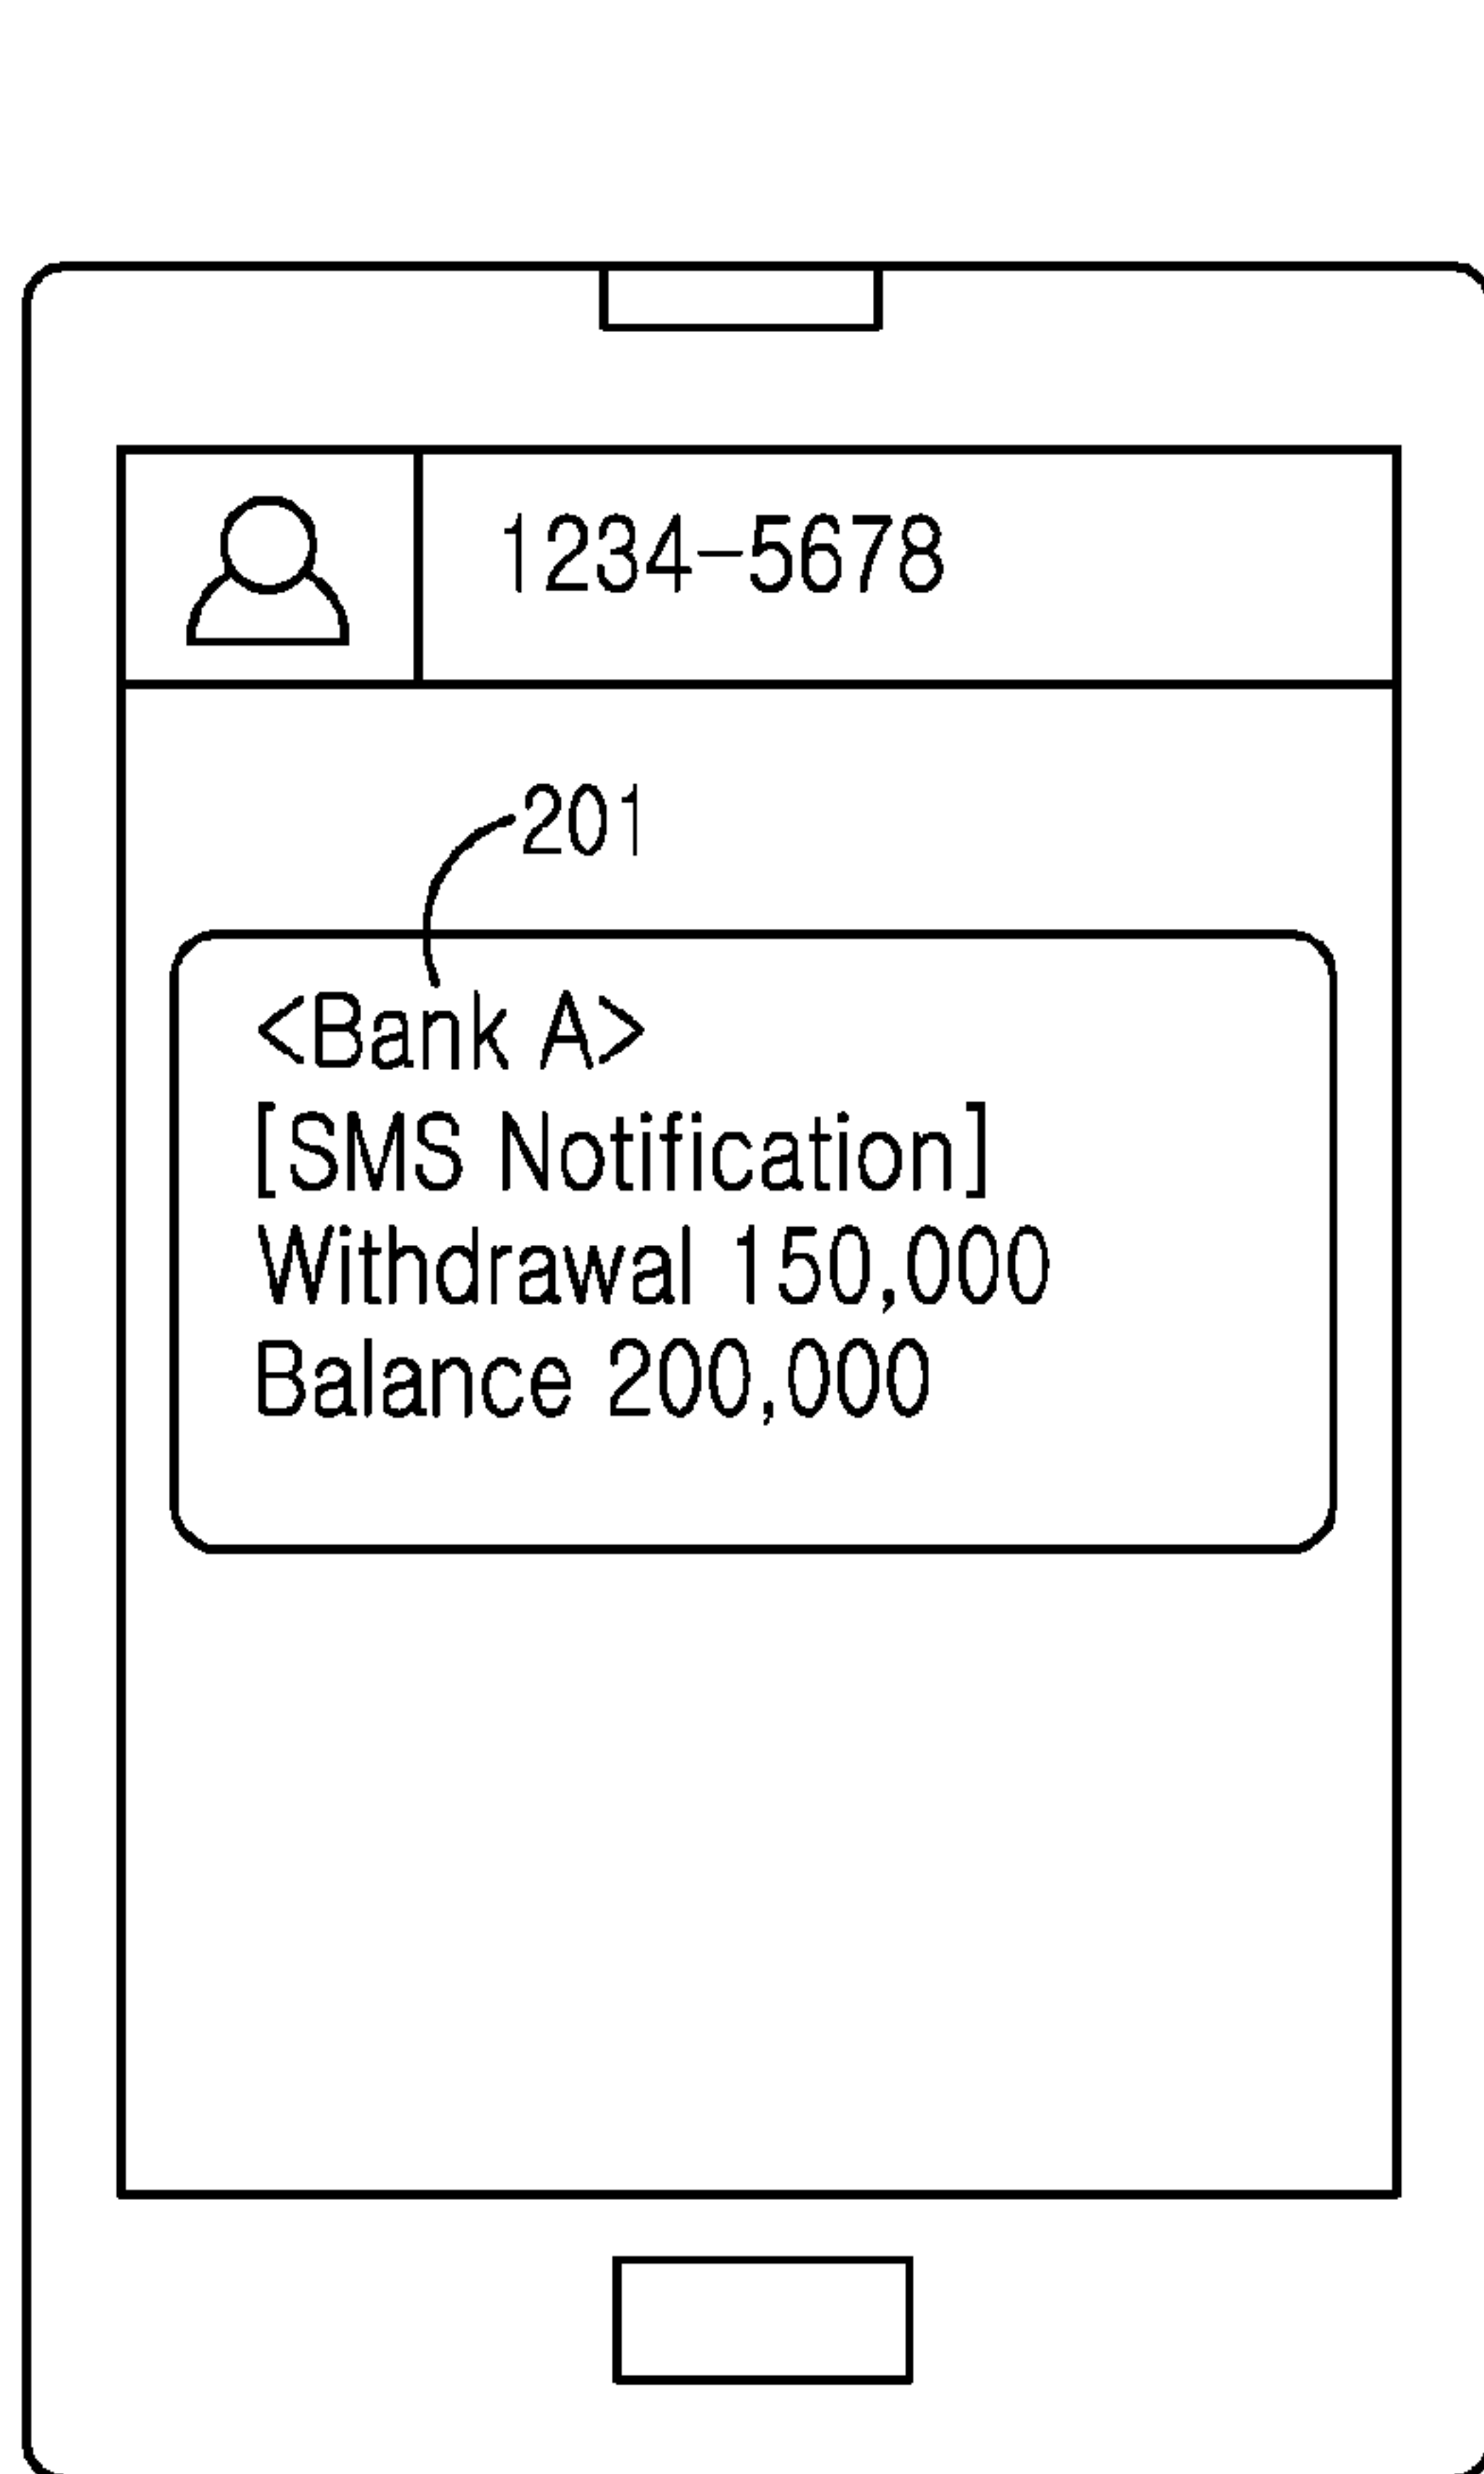 1234-5678
201
<Bank A>
[SMS Notification]
Withdrawal 150,000
Balance 200,000